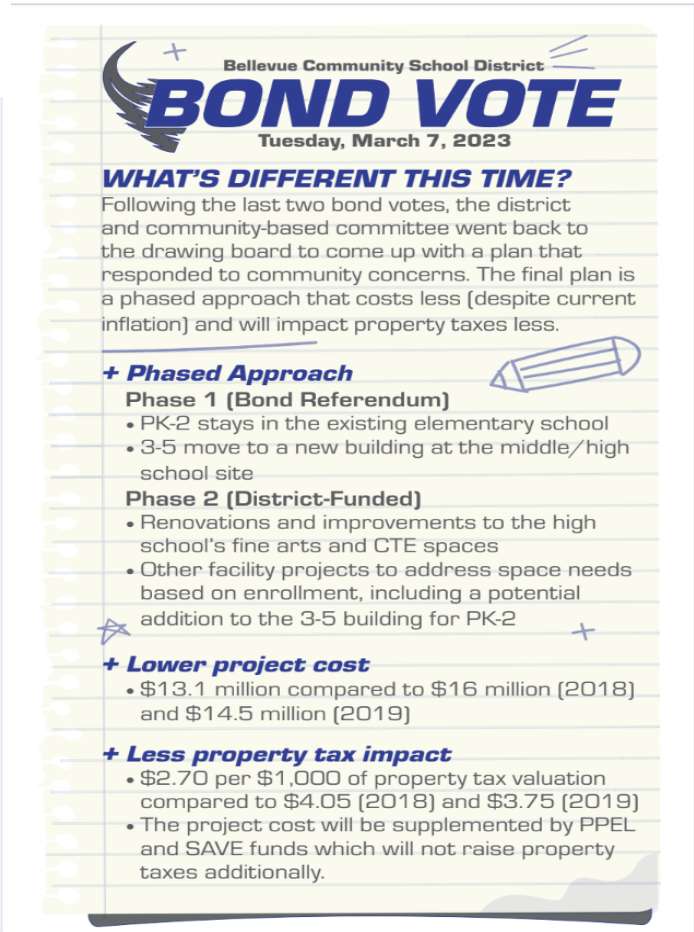 Bellevue Community School District
BOND VOTE
Tuesday, March 7, 2023
WHAT'S DIFFERENT THIS TIME?
Following the last two bond votes, the district
and community-based committee went back to
the drawing board to come up with a plan that
responded to community concerns. The final plan is
a phased approach that costs less (despite current
inflation) and will impact property taxes less.
+ Phased Approach
Phase 1 (Bond Referendum)
• PK-2 stays in the existing elementary school
• 3-5 move to a new building at the middle/high
school site
Phase 2 (District-Funded)
• Renovations and improvements to the high
school's fine arts and CTE spaces
• Other facility projects to address space needs
based on enrollment, including a potential
addition to the 3-5 building for PK-2
+ Lower project cost
• $13.1 million compared to $16 million (2018)
and $14.5 million (2019)
+ Less property tax impact
• $2.70 per $1,000 of property tax valuation
compared to $4.05 (2018) and $3.75 (2019)
• The project cost will be supplemented by PPEL
and SAVE funds which will not raise property
taxes additionally.